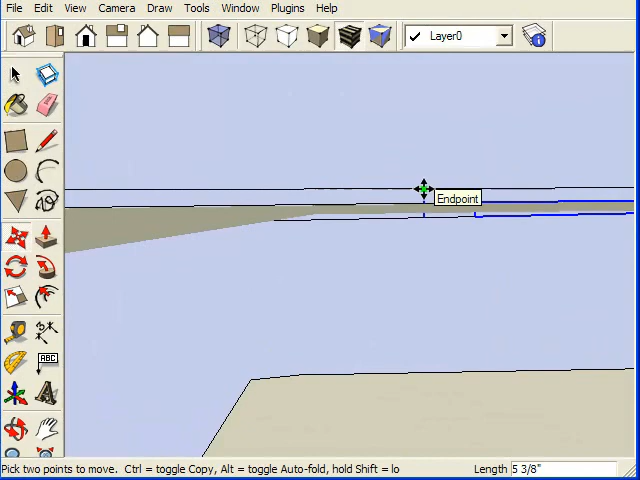 File Edit View Camera Draw Tools Window Plugins Help
Layer0
Endpoint
ABC
Pick two points to move. Ctrl = toggle Copy, Alt = toggle Auto-fold, hold Shift = lo Length 5 3/8"